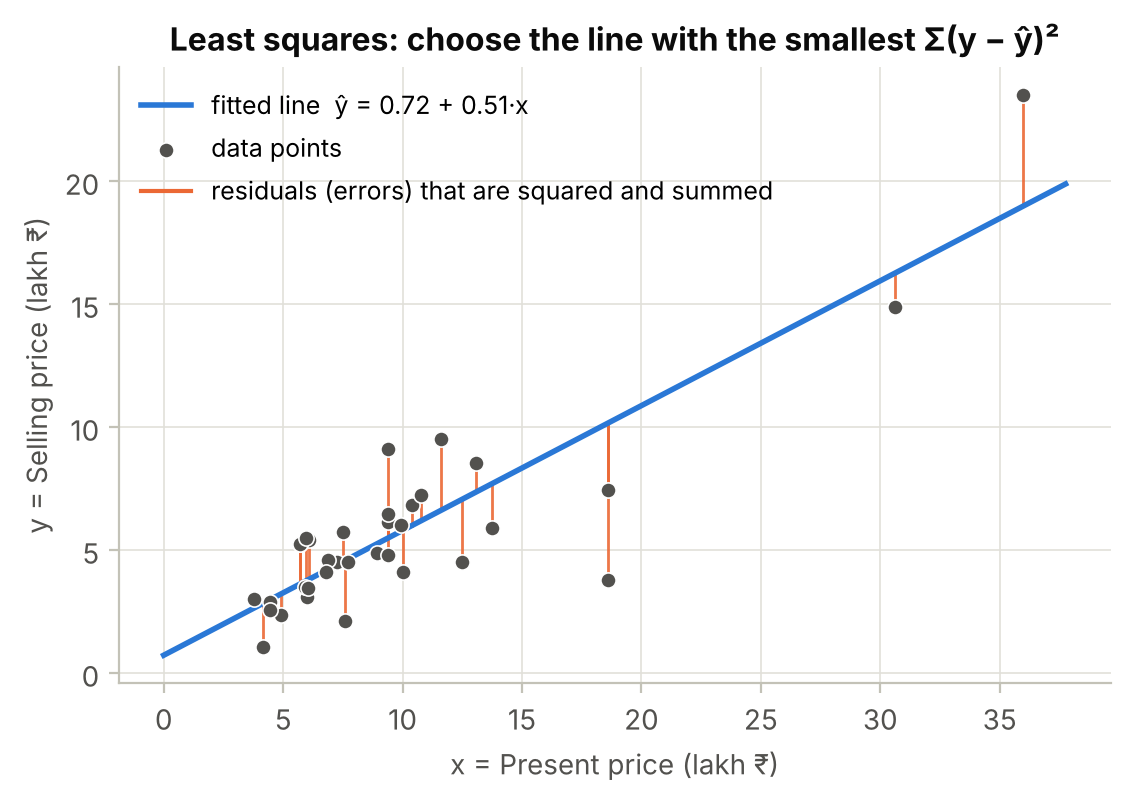 Least squares: choose the line with the smallest Σ(y − ŷ)²
fitted line  ŷ = 0.72 + 0.51·x
data points
residuals (errors) that are squared and summed
y = Selling price (lakh ₹)
20
15
10
5
0
0 5 10 15 20 25 30 35
x = Present price (lakh ₹)